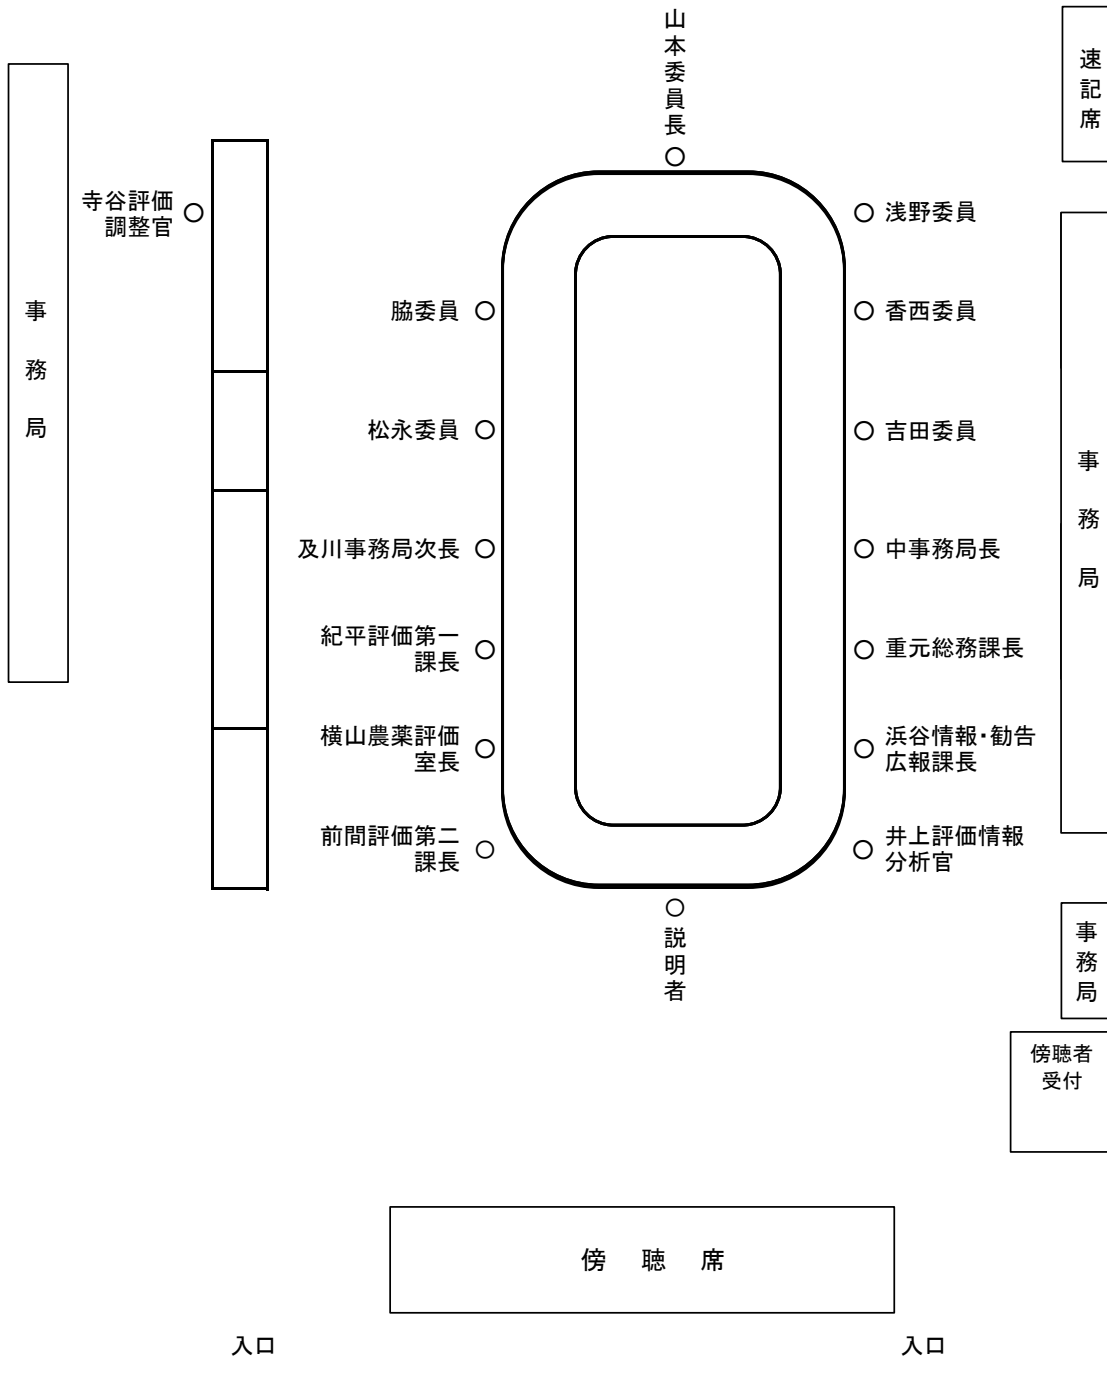 山本委員長
速記席
事務局
寺谷評価
調整官
浅野委員
脇委員
香西委員
松永委員
吉田委員
事務局
及川事務局次長
中事務局長
紀平評価第一
課長
重元総務課長
横山農薬評価
室長
浜谷情報・勧告
広報課長
前間評価第二
課長
井上評価情報
分析官
説明者
事務局
傍聴者
受付
傍 聴 席
入口
入口